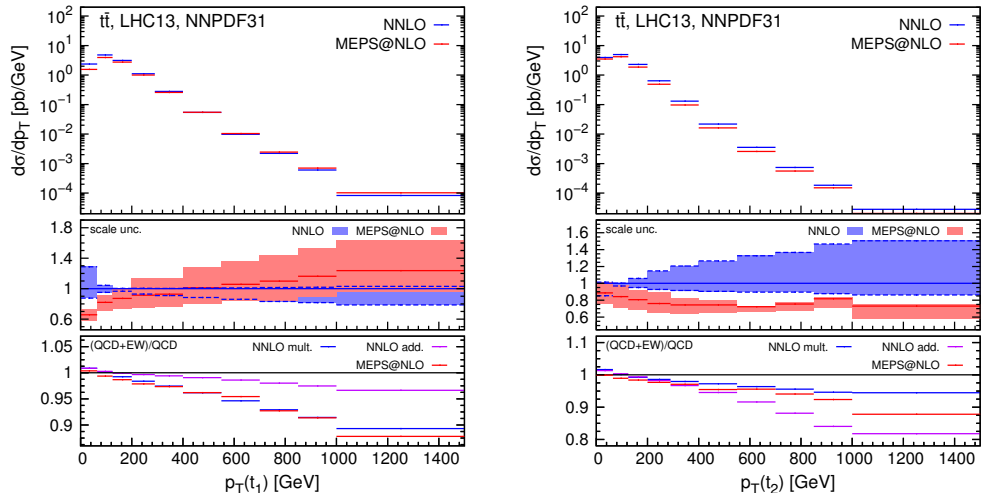 tt̄, LHC13, NNPDF31
NNLO
MEPS@NLO
dσ/dp_T [pb/GeV]
10^2
10^1
10^0
10^-1
10^-2
10^-3
10^-4
scale unc.
NNLO
MEPS@NLO
1.8
1.4
1
0.6
(QCD+EW)/QCD
NNLO mult.
NNLO add.
MEPS@NLO
1.05
1
0.95
0.9
0 200 400 600 800 1000 1200 1400
p_T(t_1) [GeV]
tt̄, LHC13, NNPDF31
NNLO
MEPS@NLO
dσ/dp_T [pb/GeV]
10^2
10^1
10^0
10^-1
10^-2
10^-3
10^-4
scale unc.
NNLO
MEPS@NLO
1.6
1.4
1.2
1
0.8
0.6
(QCD+EW)/QCD
NNLO mult.
NNLO add.
MEPS@NLO
1.1
1
0.9
0.8
0 200 400 600 800 1000 1200 1400
p_T(t_2) [GeV]